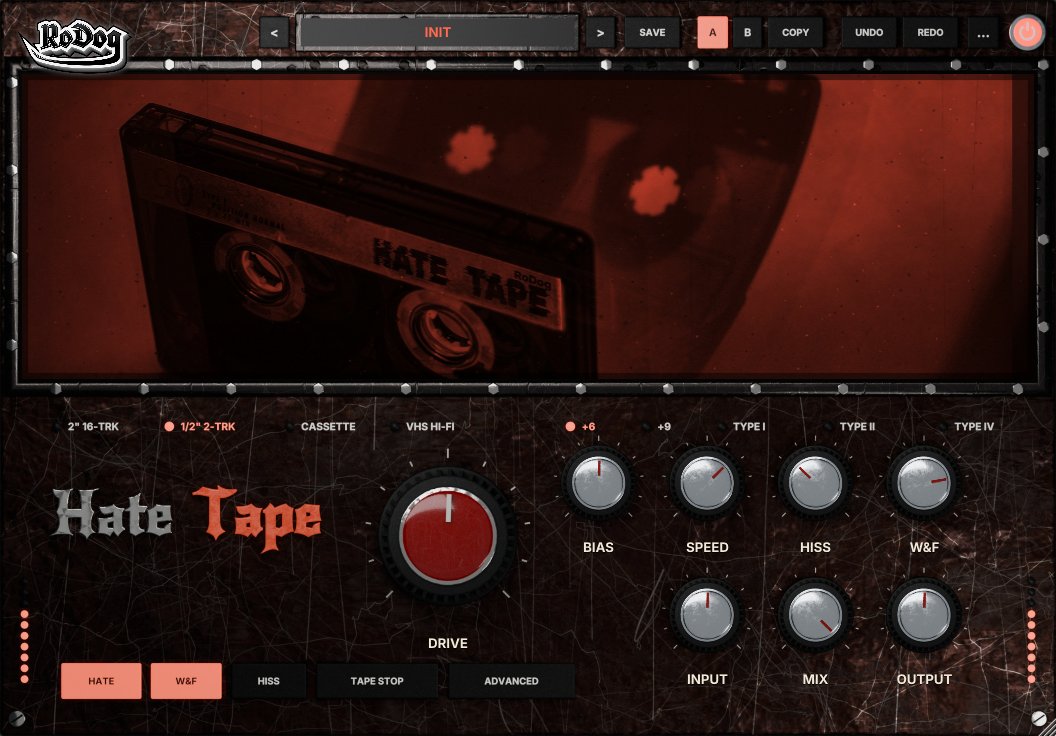 RoDog
<
INIT
>
SAVE
A
B
COPY
UNDO
REDO
...
HATE TAPE
RoDog
2" 16-TRK
1/2" 2-TRK
CASSETTE
VHS HI-FI
+6
+9
TYPE I
TYPE II
TYPE IV
Hate Tape
BIAS
SPEED
HISS
W&F
DRIVE
INPUT
MIX
OUTPUT
HATE
W&F
HISS
TAPE STOP
ADVANCED